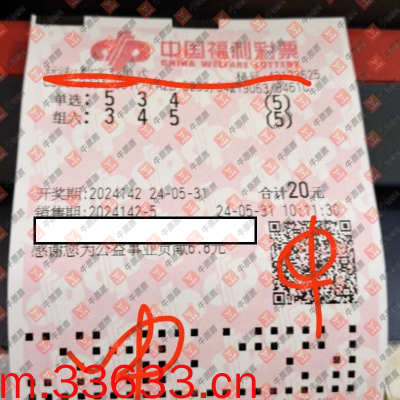 中国福利彩票
CHINA WELFARE LOTTERY
单选: 5 3 4 (5)
组六: 3 4 5 (5)
开奖期:2024142 24-05-31 合计20元
销售期:2024142-5 24-05-31 10:11:30
感谢您为公益事业贡献6.8元
中
中
m.33633.cn